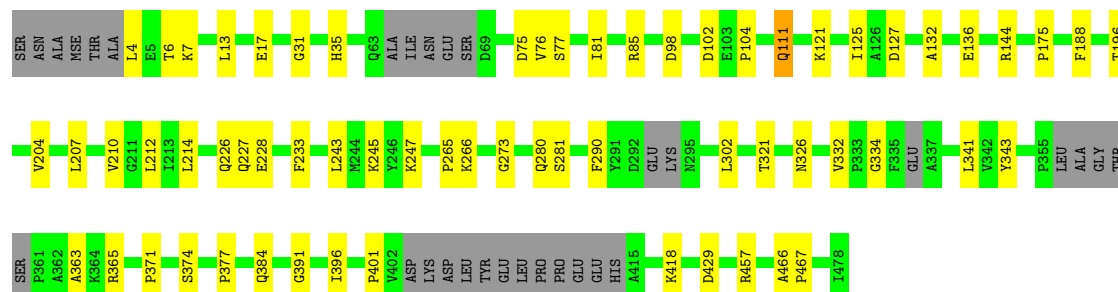 SER ASN ALA MSE THR ALA L4 E5 T6 K7 L13 E17 G31 H35 Q63 ALA ILE ASN GLU SER D69 D75 V76 S77 I81 R85 D98 D102 E103 P104 Q111 K121 I125 A126 D127 A132 E136 R144 P175 F188 T196
V204 L207 V210 G211 L212 I213 L214 Q226 Q227 E228 F233 L243 M244 K245 Y246 K247 P265 K266 G273 Q280 S281 F290 Y291 D292 GLU LYS N295 L302 T321 N326 V332 P333 G334 F335 GLU A337 L341 V342 Y343 P355 LEU ALA GLY TYR
SER P361 A362 A363 K364 R365 P371 S374 P377 Q384 G391 I396 P401 V402 ASP LYS ASP LEU TYR GLU LEU PRO PRO GLU GLU HIS A415 K418 D429 R457 A466 P467 I478